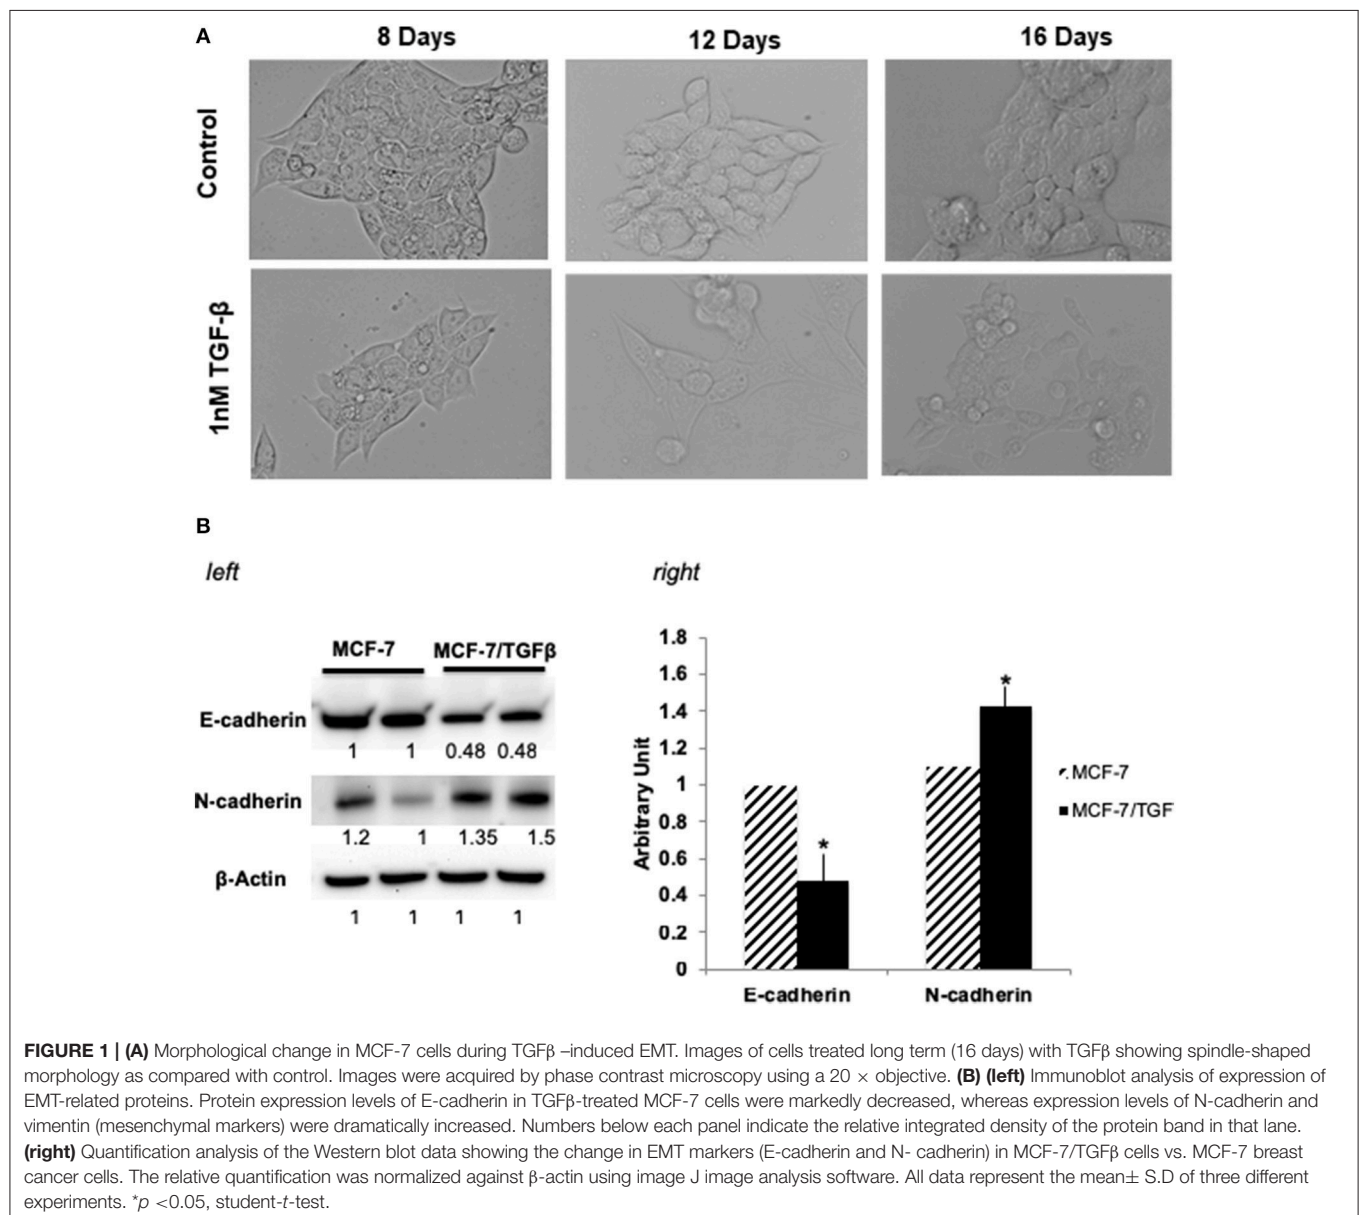 A
8 Days
12 Days
16 Days
Control
1nM TGF-β
B
left
right
MCF-7
MCF-7/TGFβ
E-cadherin
1 1 0.48 0.48
N-cadherin
1.2 1 1.35 1.5
β-Actin
1 1 1 1
1.8
1.6
1.4
1.2
1
0.8
0.6
0.4
0.2
0
Arbitrary Unit
*
*
E-cadherin
N-cadherin
MCF-7
MCF-7/TGF
FIGURE 1 | (A) Morphological change in MCF-7 cells during TGFβ –induced EMT. Images of cells treated long term (16 days) with TGFβ showing spindle-shaped
morphology as compared with control. Images were acquired by phase contrast microscopy using a 20 × objective. (B) (left) Immunoblot analysis of expression of
EMT-related proteins. Protein expression levels of E-cadherin in TGFβ-treated MCF-7 cells were markedly decreased, whereas expression levels of N-cadherin and
vimentin (mesenchymal markers) were dramatically increased. Numbers below each panel indicate the relative integrated density of the protein band in that lane.
(right) Quantification analysis of the Western blot data showing the change in EMT markers (E-cadherin and N- cadherin) in MCF-7/TGFβ cells vs. MCF-7 breast
cancer cells. The relative quantification was normalized against β-actin using image J image analysis software. All data represent the mean± S.D of three different
experiments. *p <0.05, student-t-test.